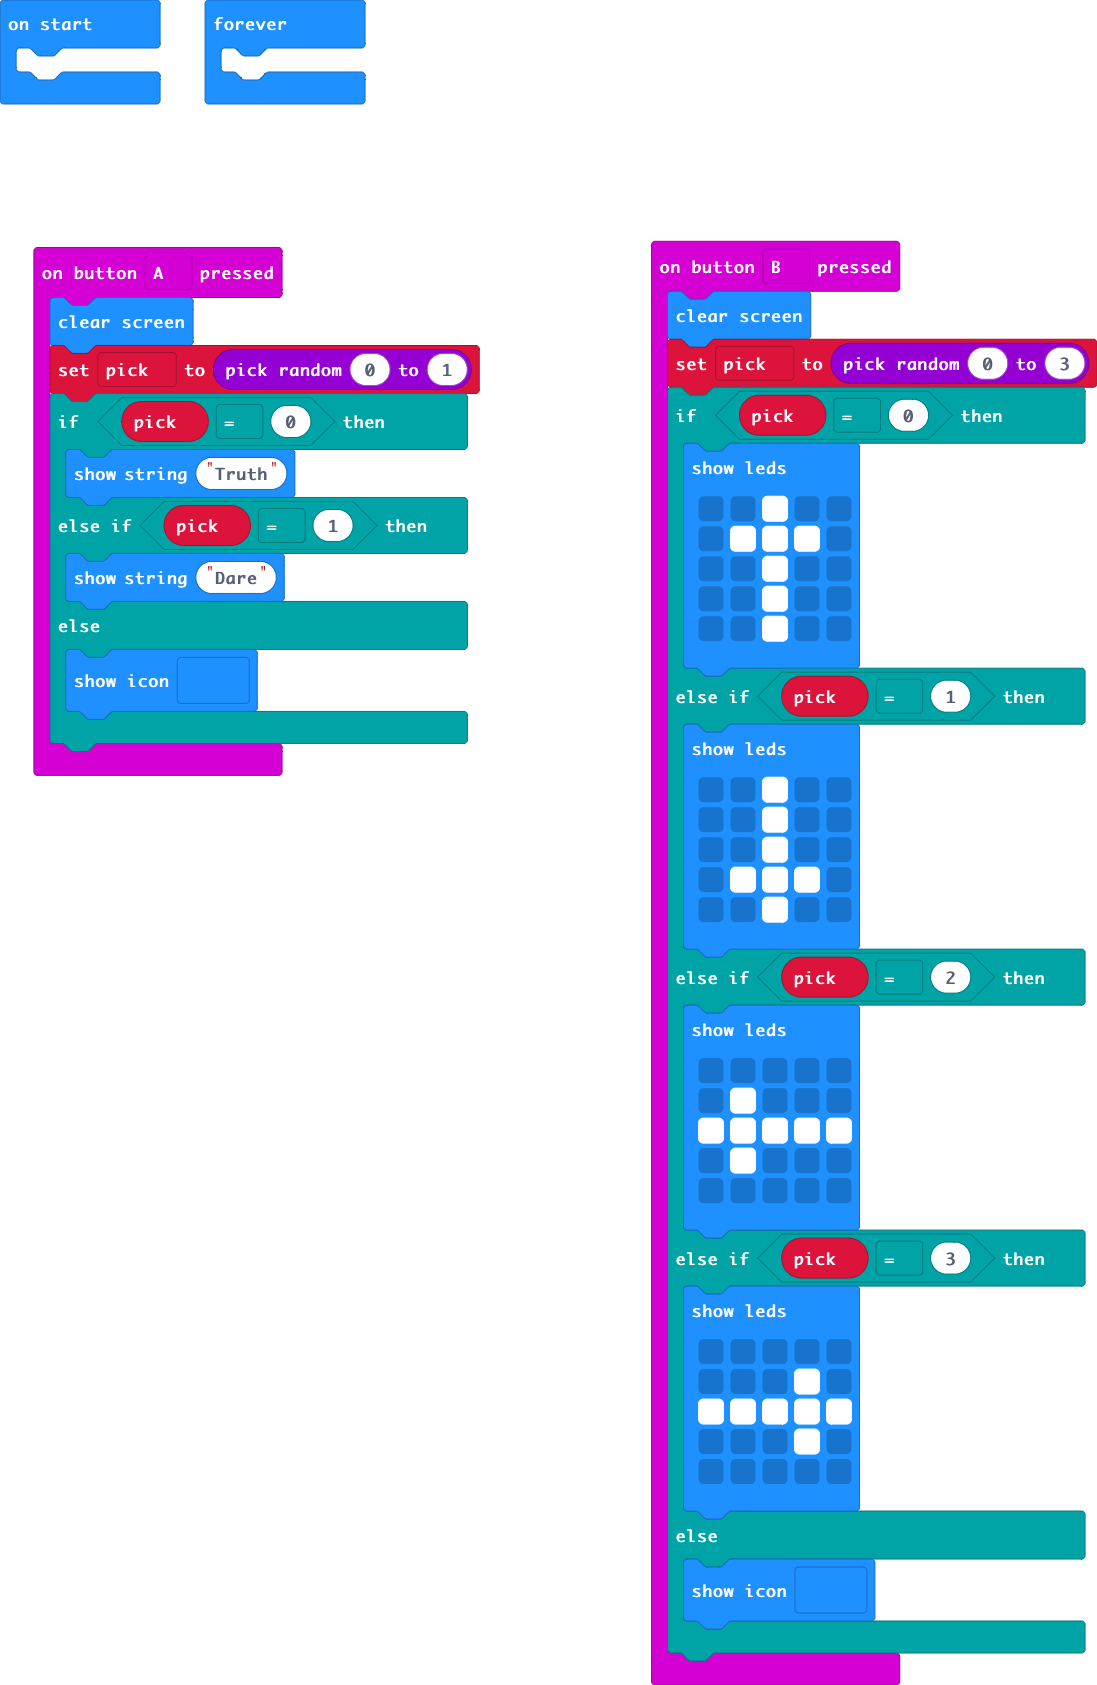 on start
forever
on button A pressed
clear screen
set pick to pick random 0 to 1
if pick = 0 then
show string "Truth"
else if pick = 1 then
show string "Dare"
else
show icon
on button B pressed
clear screen
set pick to pick random 0 to 3
if pick = 0 then
show leds
else if pick = 1 then
show leds
else if pick = 2 then
show leds
else if pick = 3 then
show leds
else
show icon